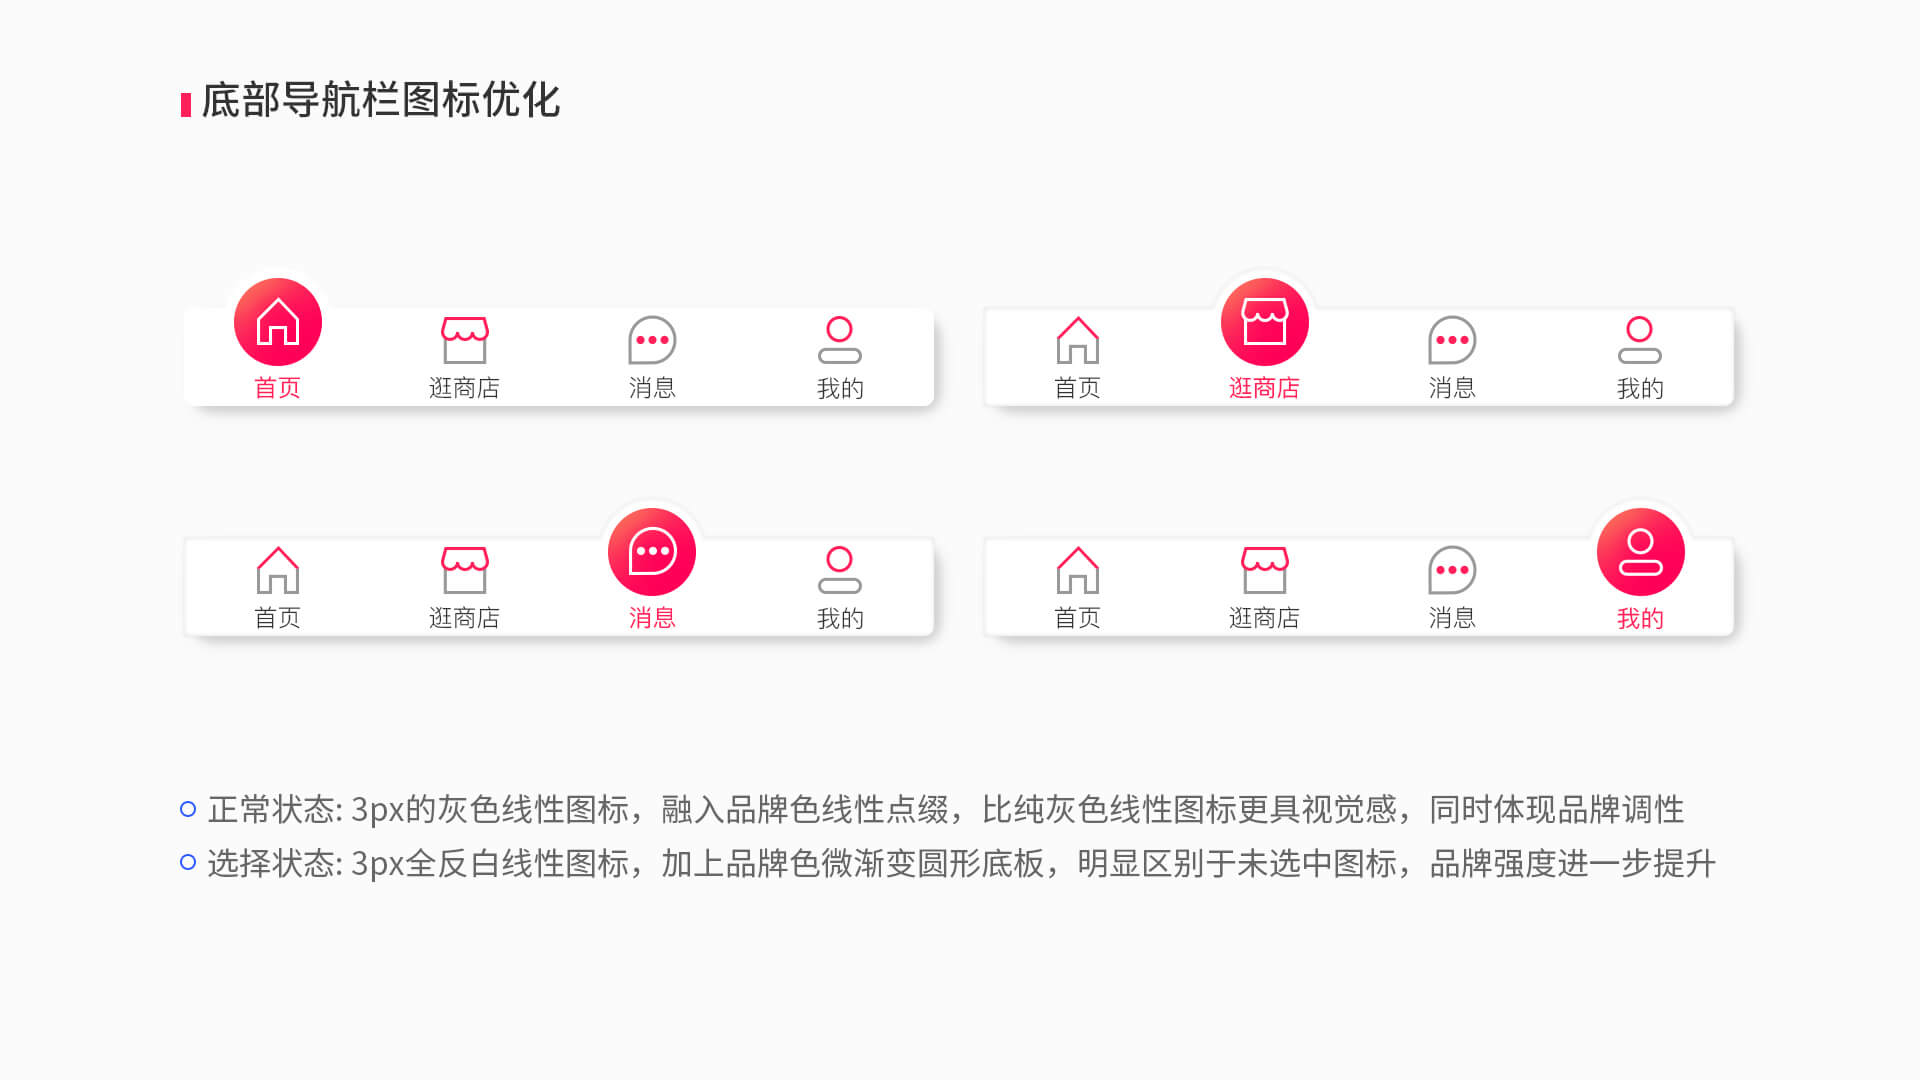 底部导航栏图标优化
首页 逛商店 消息 我的
首页 逛商店 消息 我的
首页 逛商店 消息 我的
首页 逛商店 消息 我的
正常状态: 3px的灰色线性图标，融入品牌色线性点缀，比纯灰色线性图标更具视觉感，同时体现品牌调性
选择状态: 3px全反白线性图标，加上品牌色微渐变圆形底板，明显区别于未选中图标，品牌强度进一步提升